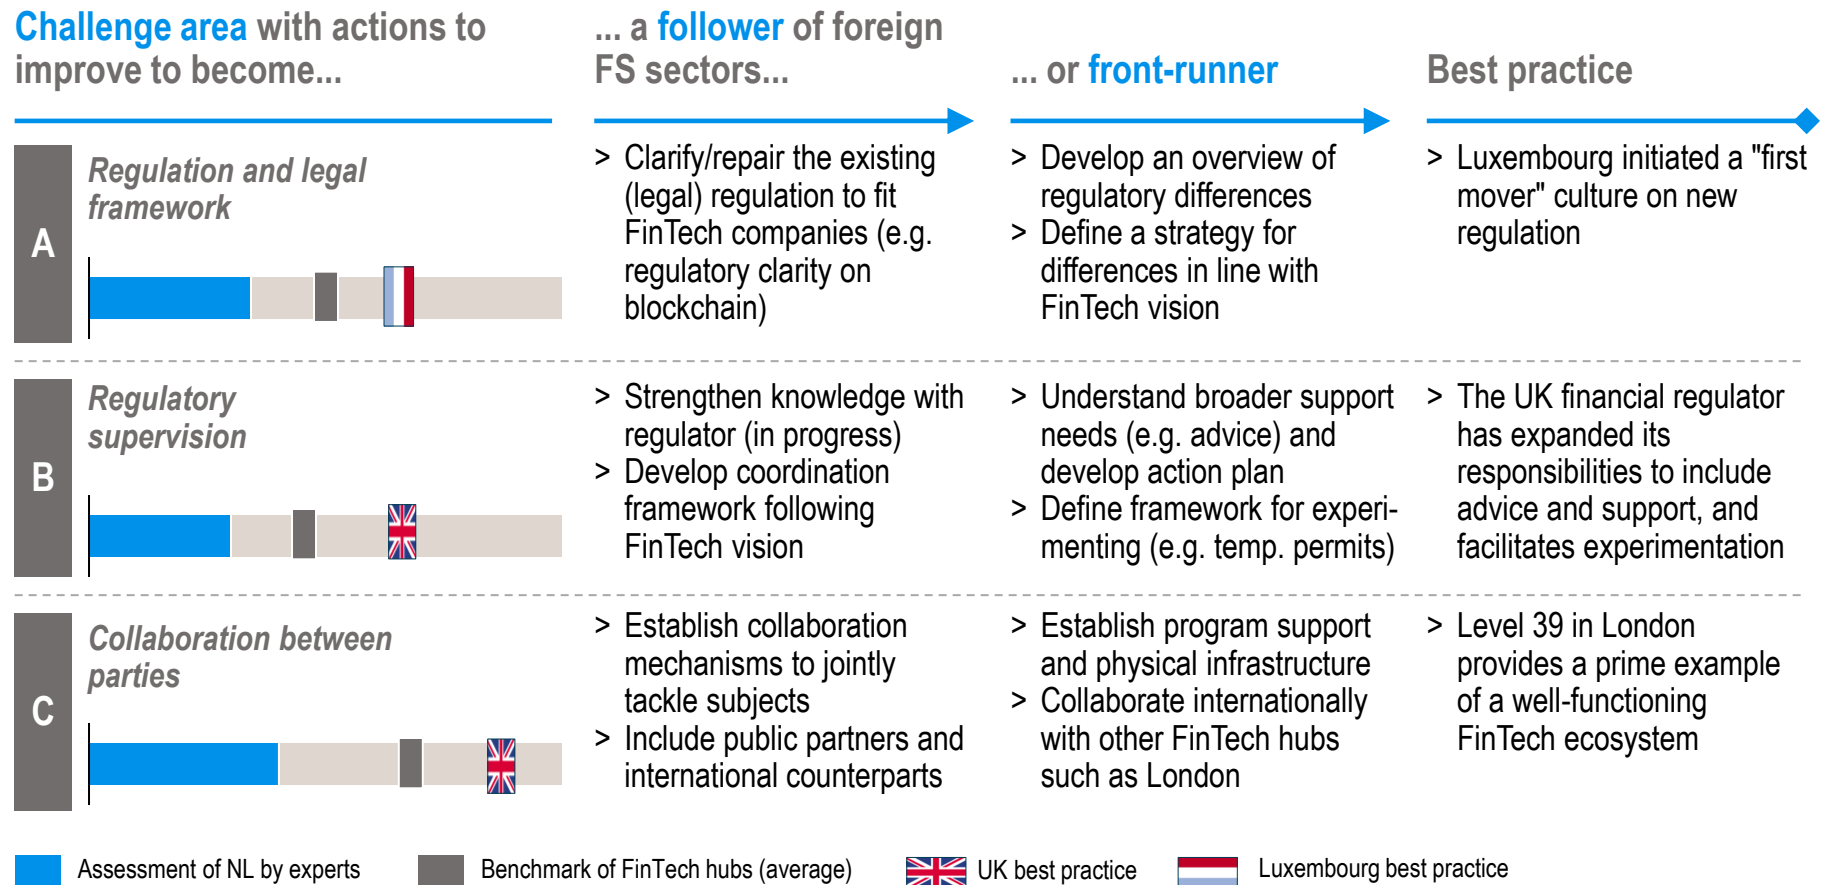 Challenge area with actions to
improve to become...
... a follower of foreign
FS sectors...
... or front-runner
Best practice
A
Regulation and legal
framework
> Clarify/repair the existing
(legal) regulation to fit
FinTech companies (e.g.
regulatory clarity on
blockchain)
> Develop an overview of
regulatory differences
> Define a strategy for
differences in line with
FinTech vision
> Luxembourg initiated a "first
mover" culture on new
regulation
B
Regulatory
supervision
> Strengthen knowledge with
regulator (in progress)
> Develop coordination
framework following
FinTech vision
> Understand broader support
needs (e.g. advice) and
develop action plan
> Define framework for experi-
menting (e.g. temp. permits)
> The UK financial regulator
has expanded its
responsibilities to include
advice and support, and
facilitates experimentation
C
Collaboration between
parties
> Establish collaboration
mechanisms to jointly
tackle subjects
> Include public partners and
international counterparts
> Establish program support
and physical infrastructure
> Collaborate internationally
with other FinTech hubs
such as London
> Level 39 in London
provides a prime example
of a well-functioning
FinTech ecosystem
Assessment of NL by experts
Benchmark of FinTech hubs (average)
UK best practice
Luxembourg best practice